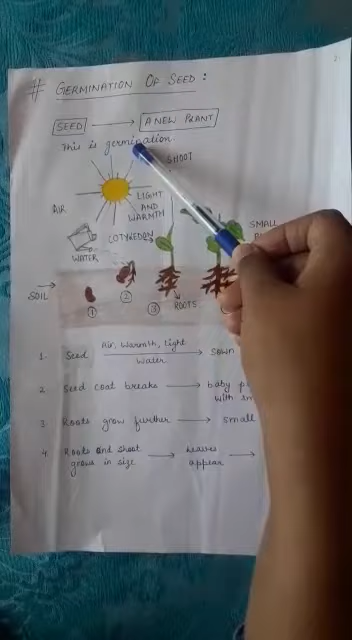 # GERMINATION OF SEED :
SEED → A NEW PLANT
This is germination.
SHOOT
AIR
LIGHT
AND
WARMTH
COTYLEDON
SMALL
WATER
SOIL →
ROOTS
① ② ③
1. Seed Air, Warmth, Light → sown
Water
2. Seed coat breaks → baby
with
3. Roots grow further → small
4. Roots and shoot → Leaves →
grows in size appear